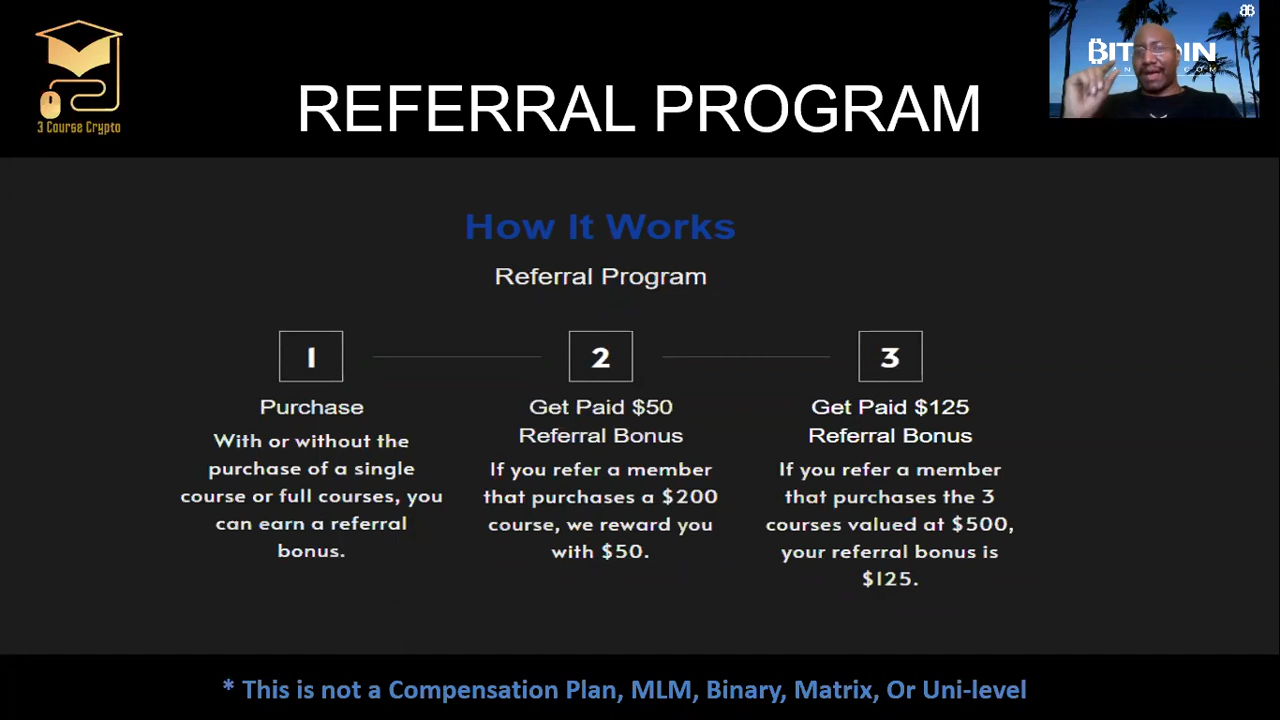 3 Course Crypto
REFERRAL PROGRAM
BIT
IN
How It Works
Referral Program
1
2
3
Purchase
With or without the
purchase of a single
course or full courses, you
can earn a referral
bonus.
Get Paid $50
Referral Bonus
If you refer a member
that purchases a $200
course, we reward you
with $50.
Get Paid $125
Referral Bonus
If you refer a member
that purchases the 3
courses valued at $500,
your referral bonus is
$125.
* This is not a Compensation Plan, MLM, Binary, Matrix, Or Uni-level